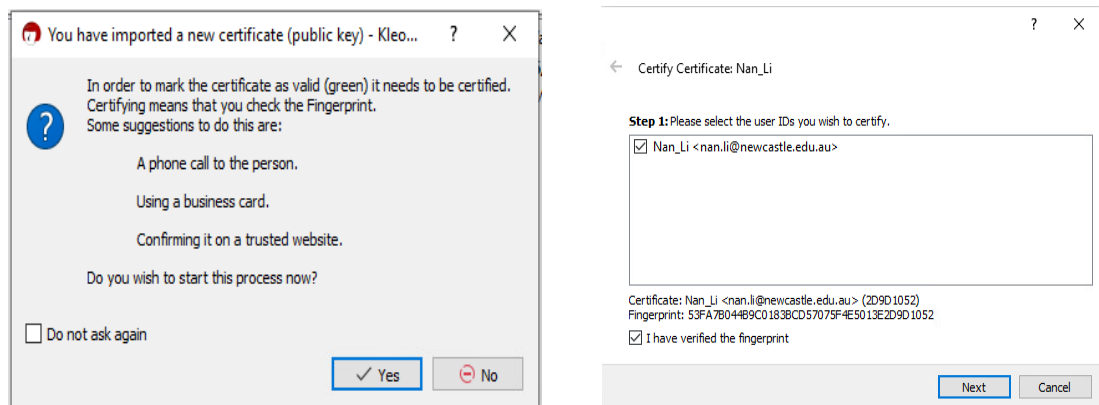 You have imported a new certificate (public key) - Kleo...
?
In order to mark the certificate as valid (green) it needs to be certified.
Certifying means that you check the Fingerprint.
Some suggestions to do this are:
A phone call to the person.
Using a business card.
Confirming it on a trusted website.
Do you wish to start this process now?
Do not ask again
Yes
No
?
Certify Certificate: Nan_Li
Step 1: Please select the user IDs you wish to certify.
Nan_Li <nan.li@newcastle.edu.au>
Certificate: Nan_Li <nan.li@newcastle.edu.au> (2D9D1052)
Fingerprint: 53FA7B044B9C0183BCD57075F4E5013E2D9D1052
I have verified the fingerprint
Next Cancel